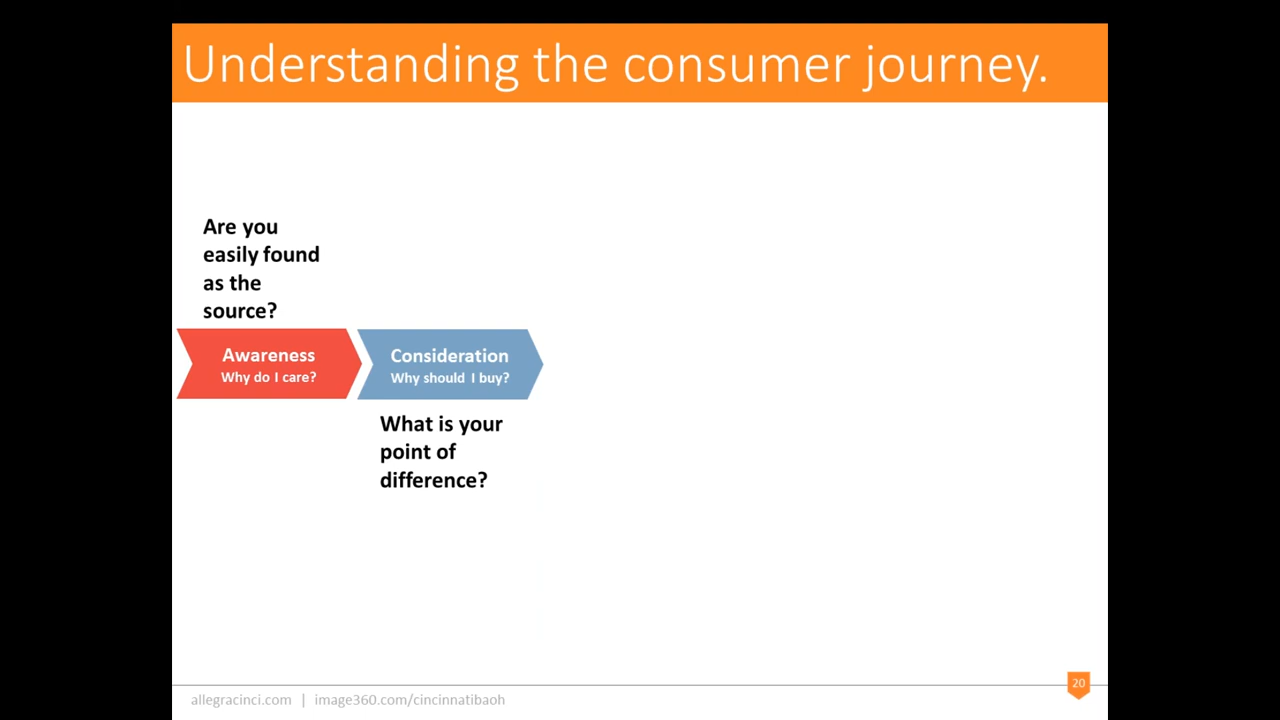 Understanding the consumer journey.
Are you
easily found
as the
source?
Awareness
Why do I care?
Consideration
Why should I buy?
What is your
point of
difference?
allegracinci.com | image360.com/cincinnatibaoh
20